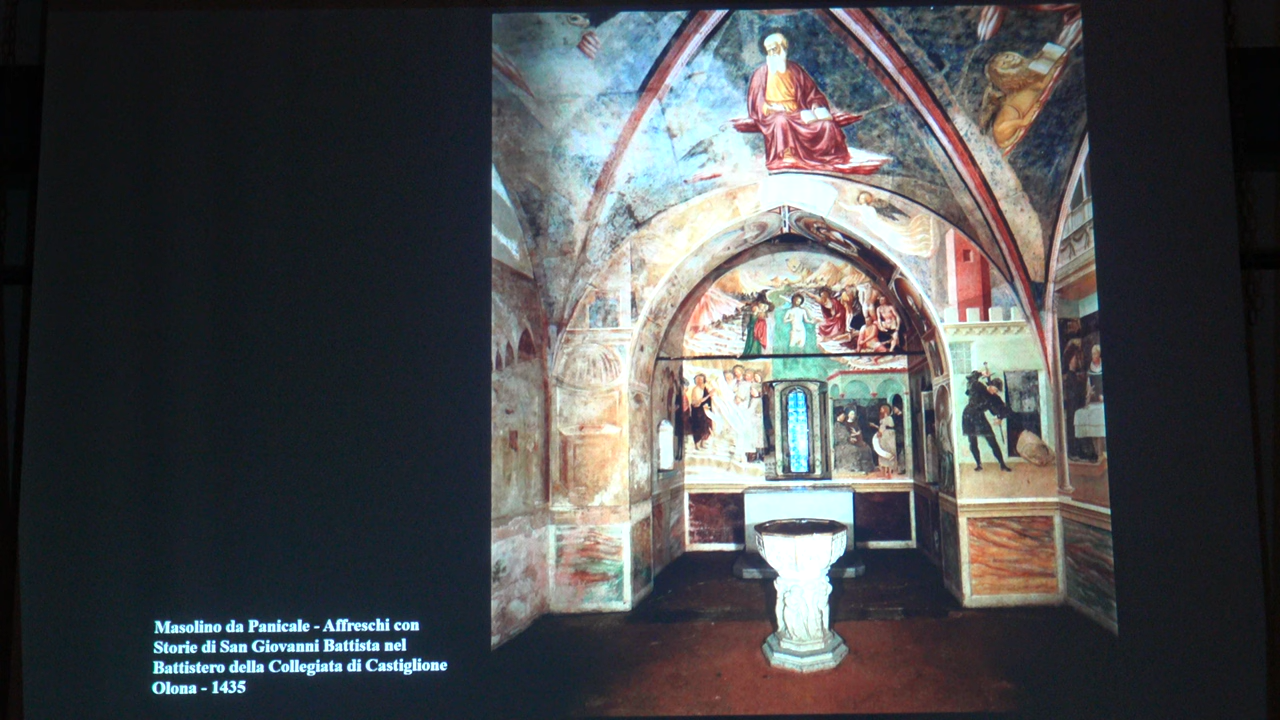 Masolino da Panicale - Affreschi con
Storie di San Giovanni Battista nel
Battistero della Collegiata di Castiglione
Olona - 1435